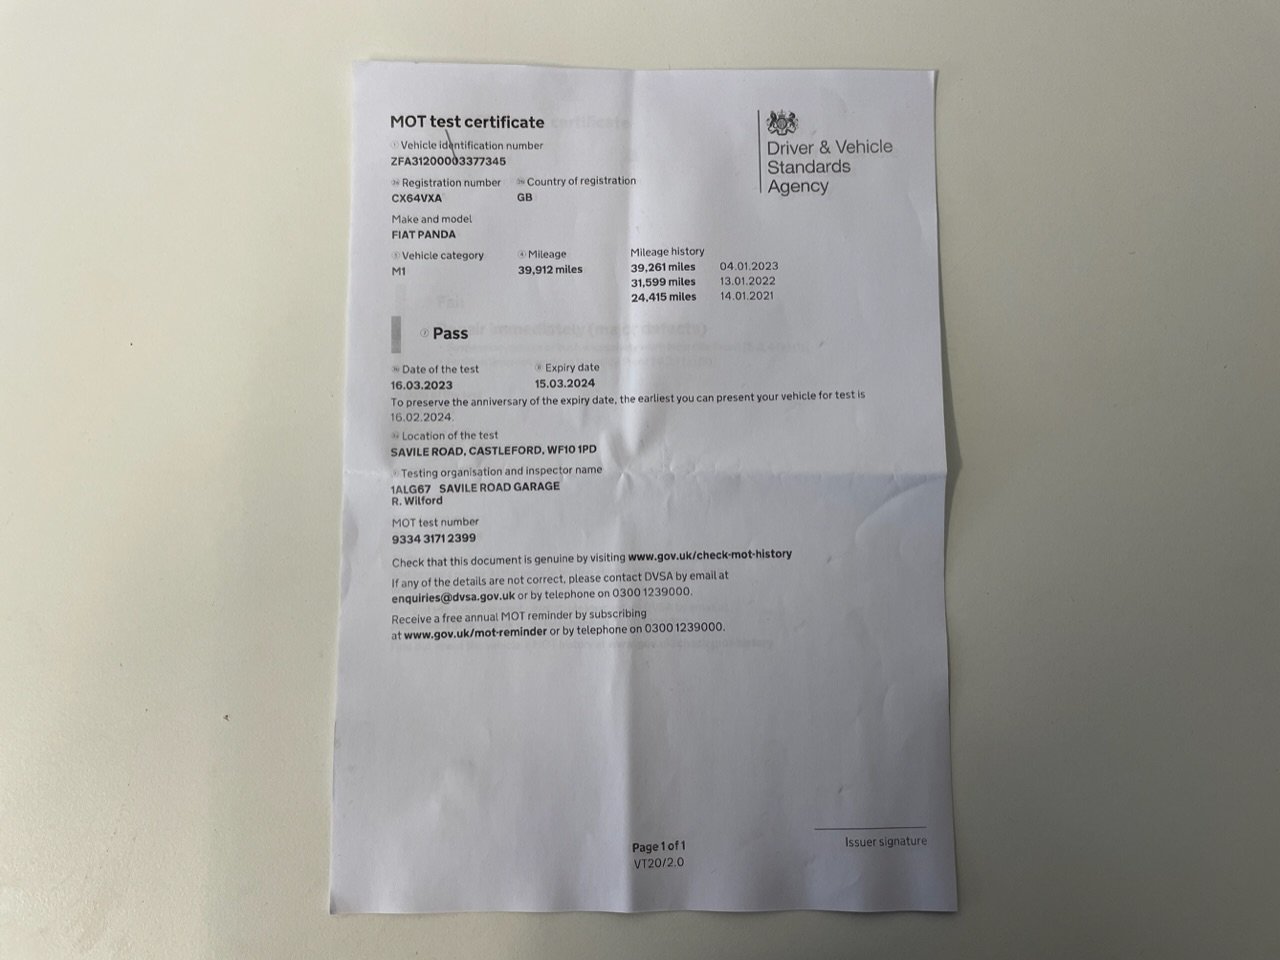 MOT test certificate
Vehicle identification number
ZFA31200003377345
Registration number Country of registration
CX64VXA GB
Make and model
FIAT PANDA
Vehicle category Mileage
M1 39,912 miles
Mileage history
39,261 miles 04.01.2023
31,599 miles 13.01.2022
24,415 miles 14.01.2021
Driver & Vehicle
Standards
Agency
Pass
Date of the test Expiry date
16.03.2023 15.03.2024
To preserve the anniversary of the expiry date, the earliest you can present your vehicle for test is
16.02.2024.
Location of the test
SAVILE ROAD, CASTLEFORD, WF10 1PD
Testing organisation and inspector name
1ALG67 SAVILE ROAD GARAGE
R. Wilford
MOT test number
9334 3171 2399
Check that this document is genuine by visiting www.gov.uk/check-mot-history
If any of the details are not correct, please contact DVSA by email at
enquiries@dvsa.gov.uk or by telephone on 0300 1239000.
Receive a free annual MOT reminder by subscribing
at www.gov.uk/mot-reminder or by telephone on 0300 1239000.
Page 1 of 1
VT20/2.0
Issuer signature